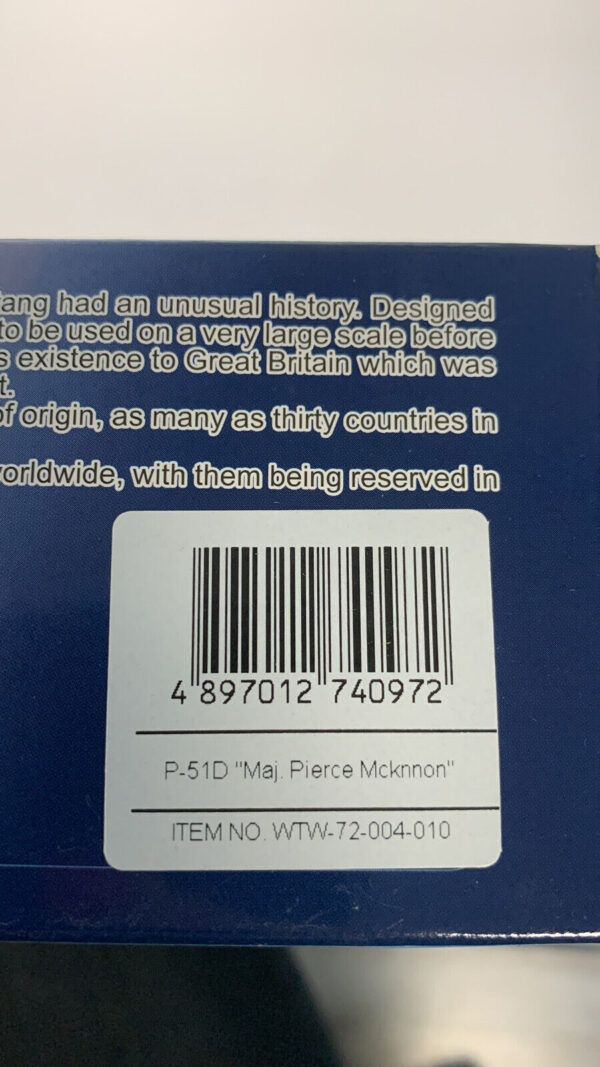 had an unusual history. Designed
to be used on a very large scale before
existence to Great Britain which was
of origin, as many as thirty countries in
worldwide, with them being reserved in
4 897012 740972
P-51D "Maj. Pierce Mcknnon"
ITEM NO. WTW-72-004-010